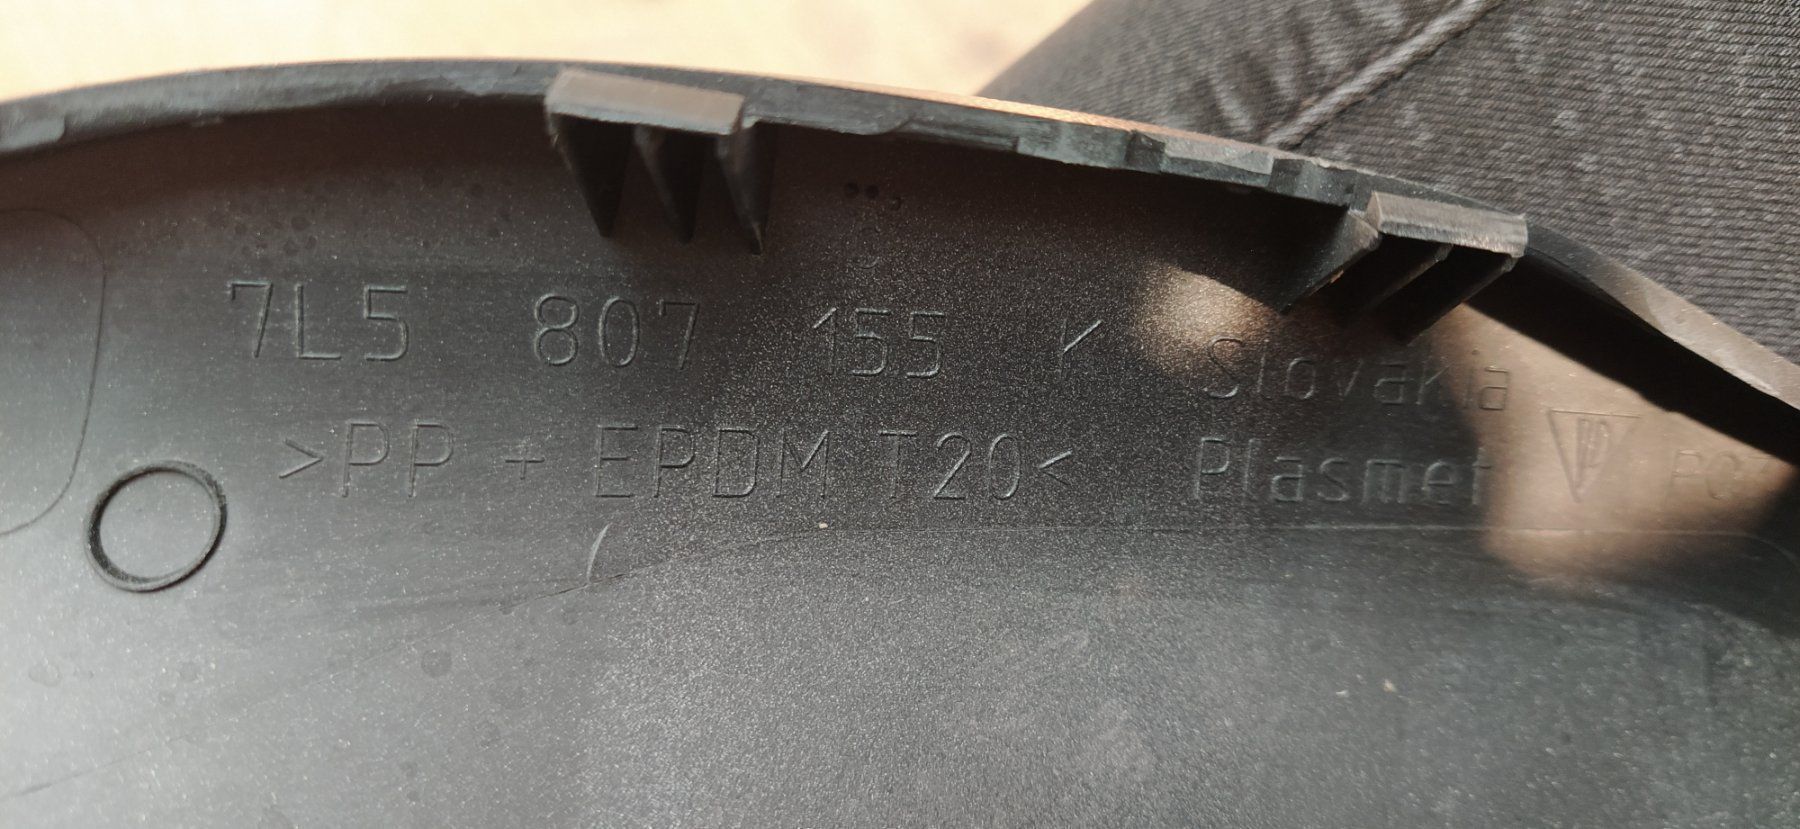 7L5 807 155 K Slovakia
>PP + EPDM T20< Plasmet